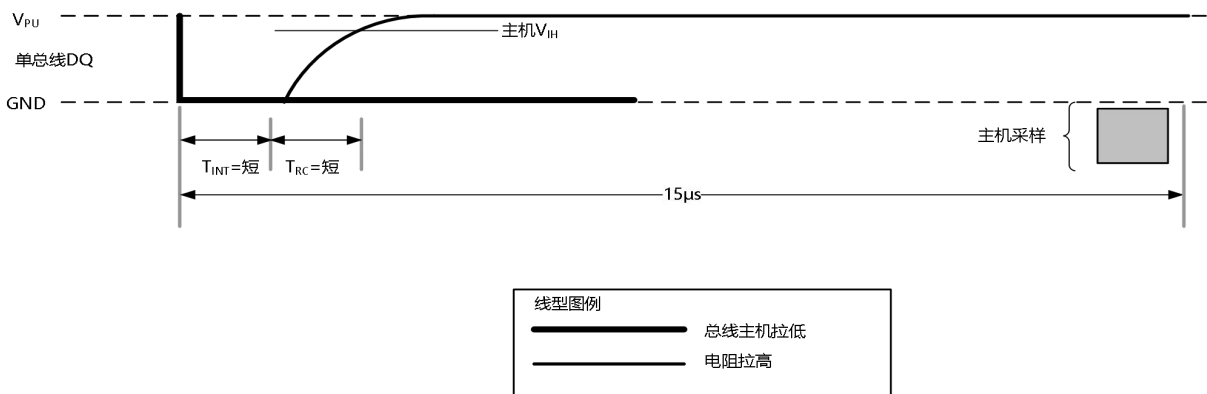 V_PU
主机V_IH
单总线DQ
GND
主机采样
T_INT=短
T_RC=短
15μs
线型图例
总线主机拉低
电阻拉高